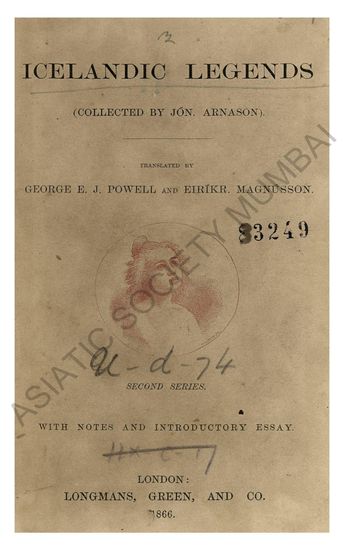 ICELANDIC LEGENDS
(COLLECTED BY JÓN. ARNASON).
TRANSLATED BY
GEORGE E. J. POWELL AND EIRÍKR. MAGNÚSSON.
83249
ASIATIC SOCIETY MUMBAI
u-d-74
SECOND SERIES.
WITH NOTES AND INTRODUCTORY ESSAY.
LONDON:
LONGMANS, GREEN, AND CO.
1866.